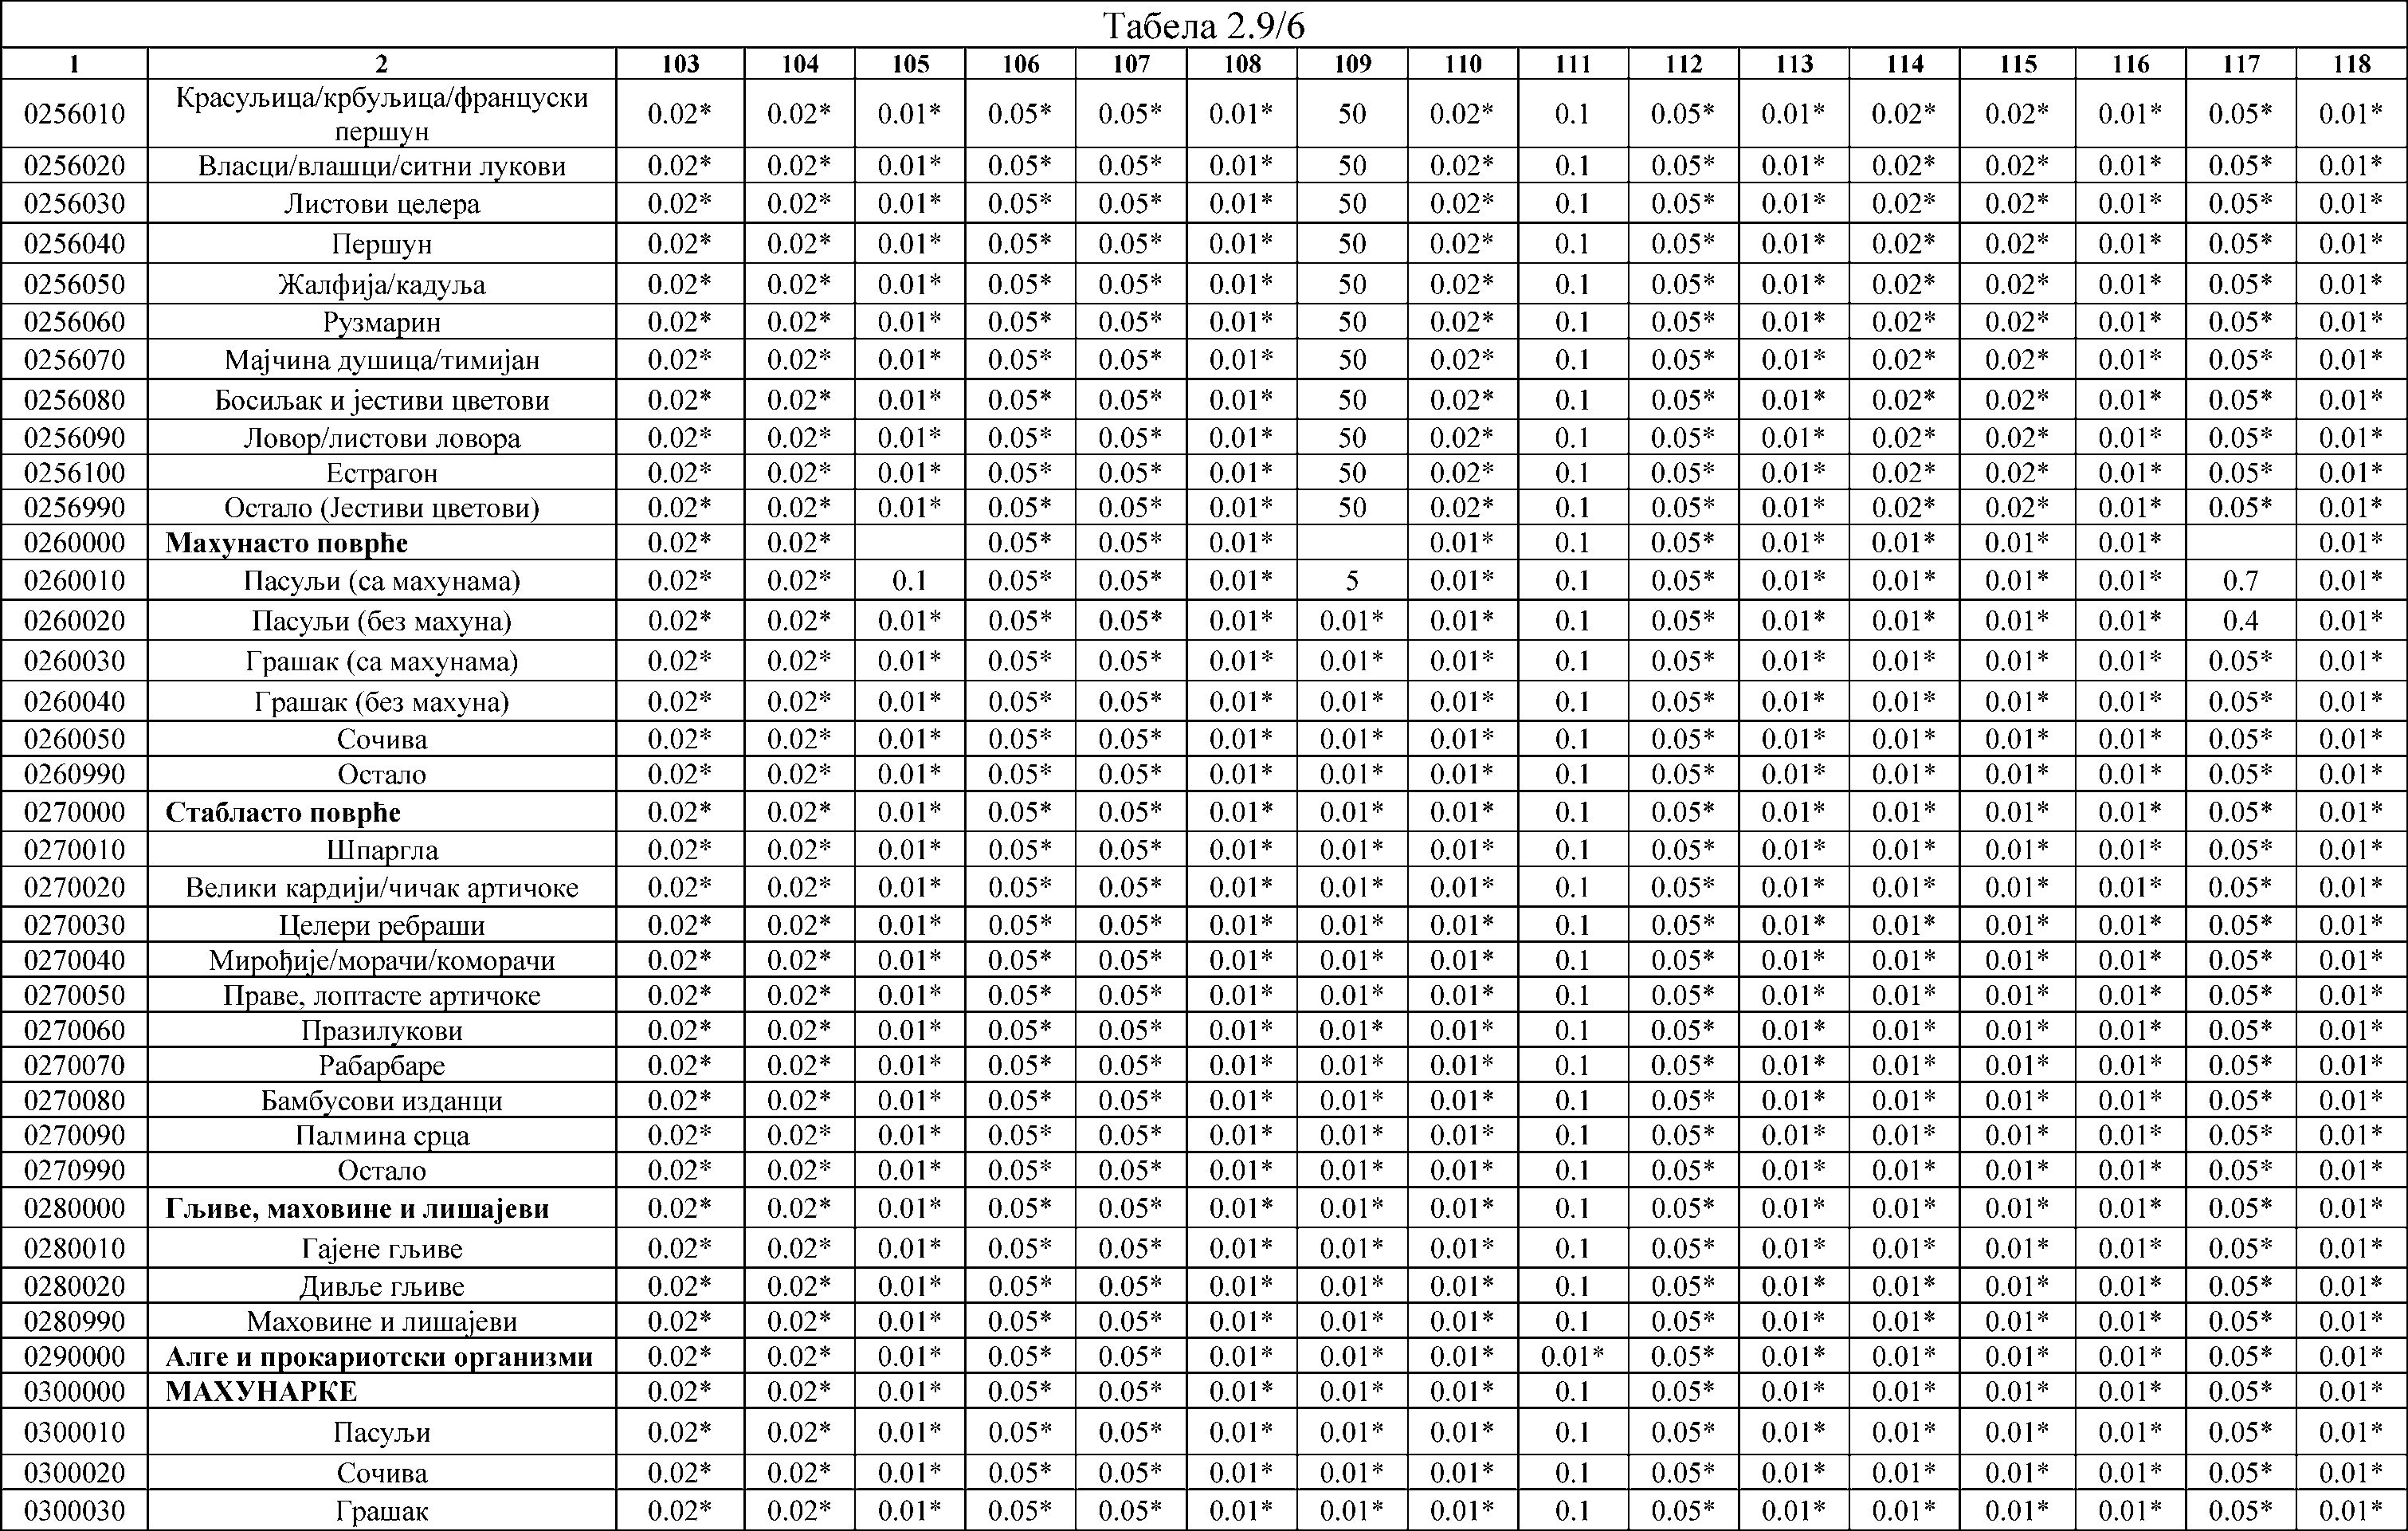 Табела 2.9/6
1 2 103 104 105 106 107 108 109 110 111 112 113 114 115 116 117 118
0256010 Красуљица/крбуљица/француски першун 0.02* 0.02* 0.01* 0.05* 0.05* 0.01* 50 0.02* 0.1 0.05* 0.01* 0.02* 0.02* 0.01* 0.05* 0.01*
0256020 Власци/влашци/ситни лукови 0.02* 0.02* 0.01* 0.05* 0.05* 0.01* 50 0.02* 0.1 0.05* 0.01* 0.02* 0.02* 0.01* 0.05* 0.01*
0256030 Листови целера 0.02* 0.02* 0.01* 0.05* 0.05* 0.01* 50 0.02* 0.1 0.05* 0.01* 0.02* 0.02* 0.01* 0.05* 0.01*
0256040 Першун 0.02* 0.02* 0.01* 0.05* 0.05* 0.01* 50 0.02* 0.1 0.05* 0.01* 0.02* 0.02* 0.01* 0.05* 0.01*
0256050 Жалфија/кадуља 0.02* 0.02* 0.01* 0.05* 0.05* 0.01* 50 0.02* 0.1 0.05* 0.01* 0.02* 0.02* 0.01* 0.05* 0.01*
0256060 Рузмарин 0.02* 0.02* 0.01* 0.05* 0.05* 0.01* 50 0.02* 0.1 0.05* 0.01* 0.02* 0.02* 0.01* 0.05* 0.01*
0256070 Мајчина душица/тимијан 0.02* 0.02* 0.01* 0.05* 0.05* 0.01* 50 0.02* 0.1 0.05* 0.01* 0.02* 0.02* 0.01* 0.05* 0.01*
0256080 Босиљак и јестиви цветови 0.02* 0.02* 0.01* 0.05* 0.05* 0.01* 50 0.02* 0.1 0.05* 0.01* 0.02* 0.02* 0.01* 0.05* 0.01*
0256090 Ловор/листови ловора 0.02* 0.02* 0.01* 0.05* 0.05* 0.01* 50 0.02* 0.1 0.05* 0.01* 0.02* 0.02* 0.01* 0.05* 0.01*
0256100 Естрагон 0.02* 0.02* 0.01* 0.05* 0.05* 0.01* 50 0.02* 0.1 0.05* 0.01* 0.02* 0.02* 0.01* 0.05* 0.01*
0256990 Остало (Јестиви цветови) 0.02* 0.02* 0.01* 0.05* 0.05* 0.01* 50 0.02* 0.1 0.05* 0.01* 0.02* 0.02* 0.01* 0.05* 0.01*
0260000 Махунасто поврће 0.02* 0.02* 0.05* 0.05* 0.01* 0.01* 0.1 0.05* 0.01* 0.01* 0.01* 0.01* 0.01*
0260010 Пасуљи (са махунама) 0.02* 0.02* 0.1 0.05* 0.05* 0.01* 5 0.01* 0.1 0.05* 0.01* 0.01* 0.01* 0.01* 0.7 0.01*
0260020 Пасуљи (без махуна) 0.02* 0.02* 0.01* 0.05* 0.05* 0.01* 0.01* 0.01* 0.1 0.05* 0.01* 0.01* 0.01* 0.01* 0.4 0.01*
0260030 Грашак (са махунама) 0.02* 0.02* 0.01* 0.05* 0.05* 0.01* 0.01* 0.01* 0.1 0.05* 0.01* 0.01* 0.01* 0.01* 0.05* 0.01*
0260040 Грашак (без махуна) 0.02* 0.02* 0.01* 0.05* 0.05* 0.01* 0.01* 0.01* 0.1 0.05* 0.01* 0.01* 0.01* 0.01* 0.05* 0.01*
0260050 Сочива 0.02* 0.02* 0.01* 0.05* 0.05* 0.01* 0.01* 0.01* 0.1 0.05* 0.01* 0.01* 0.01* 0.01* 0.05* 0.01*
0260990 Остало 0.02* 0.02* 0.01* 0.05* 0.05* 0.01* 0.01* 0.01* 0.1 0.05* 0.01* 0.01* 0.01* 0.01* 0.05* 0.01*
0270000 Стабласто поврће 0.02* 0.02* 0.01* 0.05* 0.05* 0.01* 0.01* 0.01* 0.1 0.05* 0.01* 0.01* 0.01* 0.01* 0.05* 0.01*
0270010 Шпаргла 0.02* 0.02* 0.01* 0.05* 0.05* 0.01* 0.01* 0.01* 0.1 0.05* 0.01* 0.01* 0.01* 0.01* 0.05* 0.01*
0270020 Велики кардији/чичак артичоке 0.02* 0.02* 0.01* 0.05* 0.05* 0.01* 0.01* 0.01* 0.1 0.05* 0.01* 0.01* 0.01* 0.01* 0.05* 0.01*
0270030 Целери ребраши 0.02* 0.02* 0.01* 0.05* 0.05* 0.01* 0.01* 0.01* 0.1 0.05* 0.01* 0.01* 0.01* 0.01* 0.05* 0.01*
0270040 Мирођије/морачи/коморачи 0.02* 0.02* 0.01* 0.05* 0.05* 0.01* 0.01* 0.01* 0.1 0.05* 0.01* 0.01* 0.01* 0.01* 0.05* 0.01*
0270050 Праве, лоптасте артичоке 0.02* 0.02* 0.01* 0.05* 0.05* 0.01* 0.01* 0.01* 0.1 0.05* 0.01* 0.01* 0.01* 0.01* 0.05* 0.01*
0270060 Празилукови 0.02* 0.02* 0.01* 0.05* 0.05* 0.01* 0.01* 0.01* 0.1 0.05* 0.01* 0.01* 0.01* 0.01* 0.05* 0.01*
0270070 Рабарбаре 0.02* 0.02* 0.01* 0.05* 0.05* 0.01* 0.01* 0.01* 0.1 0.05* 0.01* 0.01* 0.01* 0.01* 0.05* 0.01*
0270080 Бамбусови изданци 0.02* 0.02* 0.01* 0.05* 0.05* 0.01* 0.01* 0.01* 0.1 0.05* 0.01* 0.01* 0.01* 0.01* 0.05* 0.01*
0270090 Палмина срца 0.02* 0.02* 0.01* 0.05* 0.05* 0.01* 0.01* 0.01* 0.1 0.05* 0.01* 0.01* 0.01* 0.01* 0.05* 0.01*
0270990 Остало 0.02* 0.02* 0.01* 0.05* 0.05* 0.01* 0.01* 0.01* 0.1 0.05* 0.01* 0.01* 0.01* 0.01* 0.05* 0.01*
0280000 Гљиве, маховине и лишајеви 0.02* 0.02* 0.01* 0.05* 0.05* 0.01* 0.01* 0.01* 0.1 0.05* 0.01* 0.01* 0.01* 0.01* 0.05* 0.01*
0280010 Гајене гљиве 0.02* 0.02* 0.01* 0.05* 0.05* 0.01* 0.01* 0.01* 0.1 0.05* 0.01* 0.01* 0.01* 0.01* 0.05* 0.01*
0280020 Дивље гљиве 0.02* 0.02* 0.01* 0.05* 0.05* 0.01* 0.01* 0.01* 0.1 0.05* 0.01* 0.01* 0.01* 0.01* 0.05* 0.01*
0280990 Маховине и лишајеви 0.02* 0.02* 0.01* 0.05* 0.05* 0.01* 0.01* 0.01* 0.1 0.05* 0.01* 0.01* 0.01* 0.01* 0.05* 0.01*
0290000 Алге и прокариотски организми 0.02* 0.02* 0.01* 0.05* 0.05* 0.01* 0.01* 0.01* 0.01* 0.05* 0.01* 0.01* 0.01* 0.01* 0.05* 0.01*
0300000 МАХУНАРКЕ 0.02* 0.02* 0.01* 0.05* 0.05* 0.01* 0.01* 0.01* 0.1 0.05* 0.01* 0.01* 0.01* 0.01* 0.05* 0.01*
0300010 Пасуљи 0.02* 0.02* 0.01* 0.05* 0.05* 0.01* 0.01* 0.01* 0.1 0.05* 0.01* 0.01* 0.01* 0.01* 0.05* 0.01*
0300020 Сочива 0.02* 0.02* 0.01* 0.05* 0.05* 0.01* 0.01* 0.01* 0.1 0.05* 0.01* 0.01* 0.01* 0.01* 0.05* 0.01*
0300030 Грашак 0.02* 0.02* 0.01* 0.05* 0.05* 0.01* 0.01* 0.01* 0.1 0.05* 0.01* 0.01* 0.01* 0.01* 0.05* 0.01*